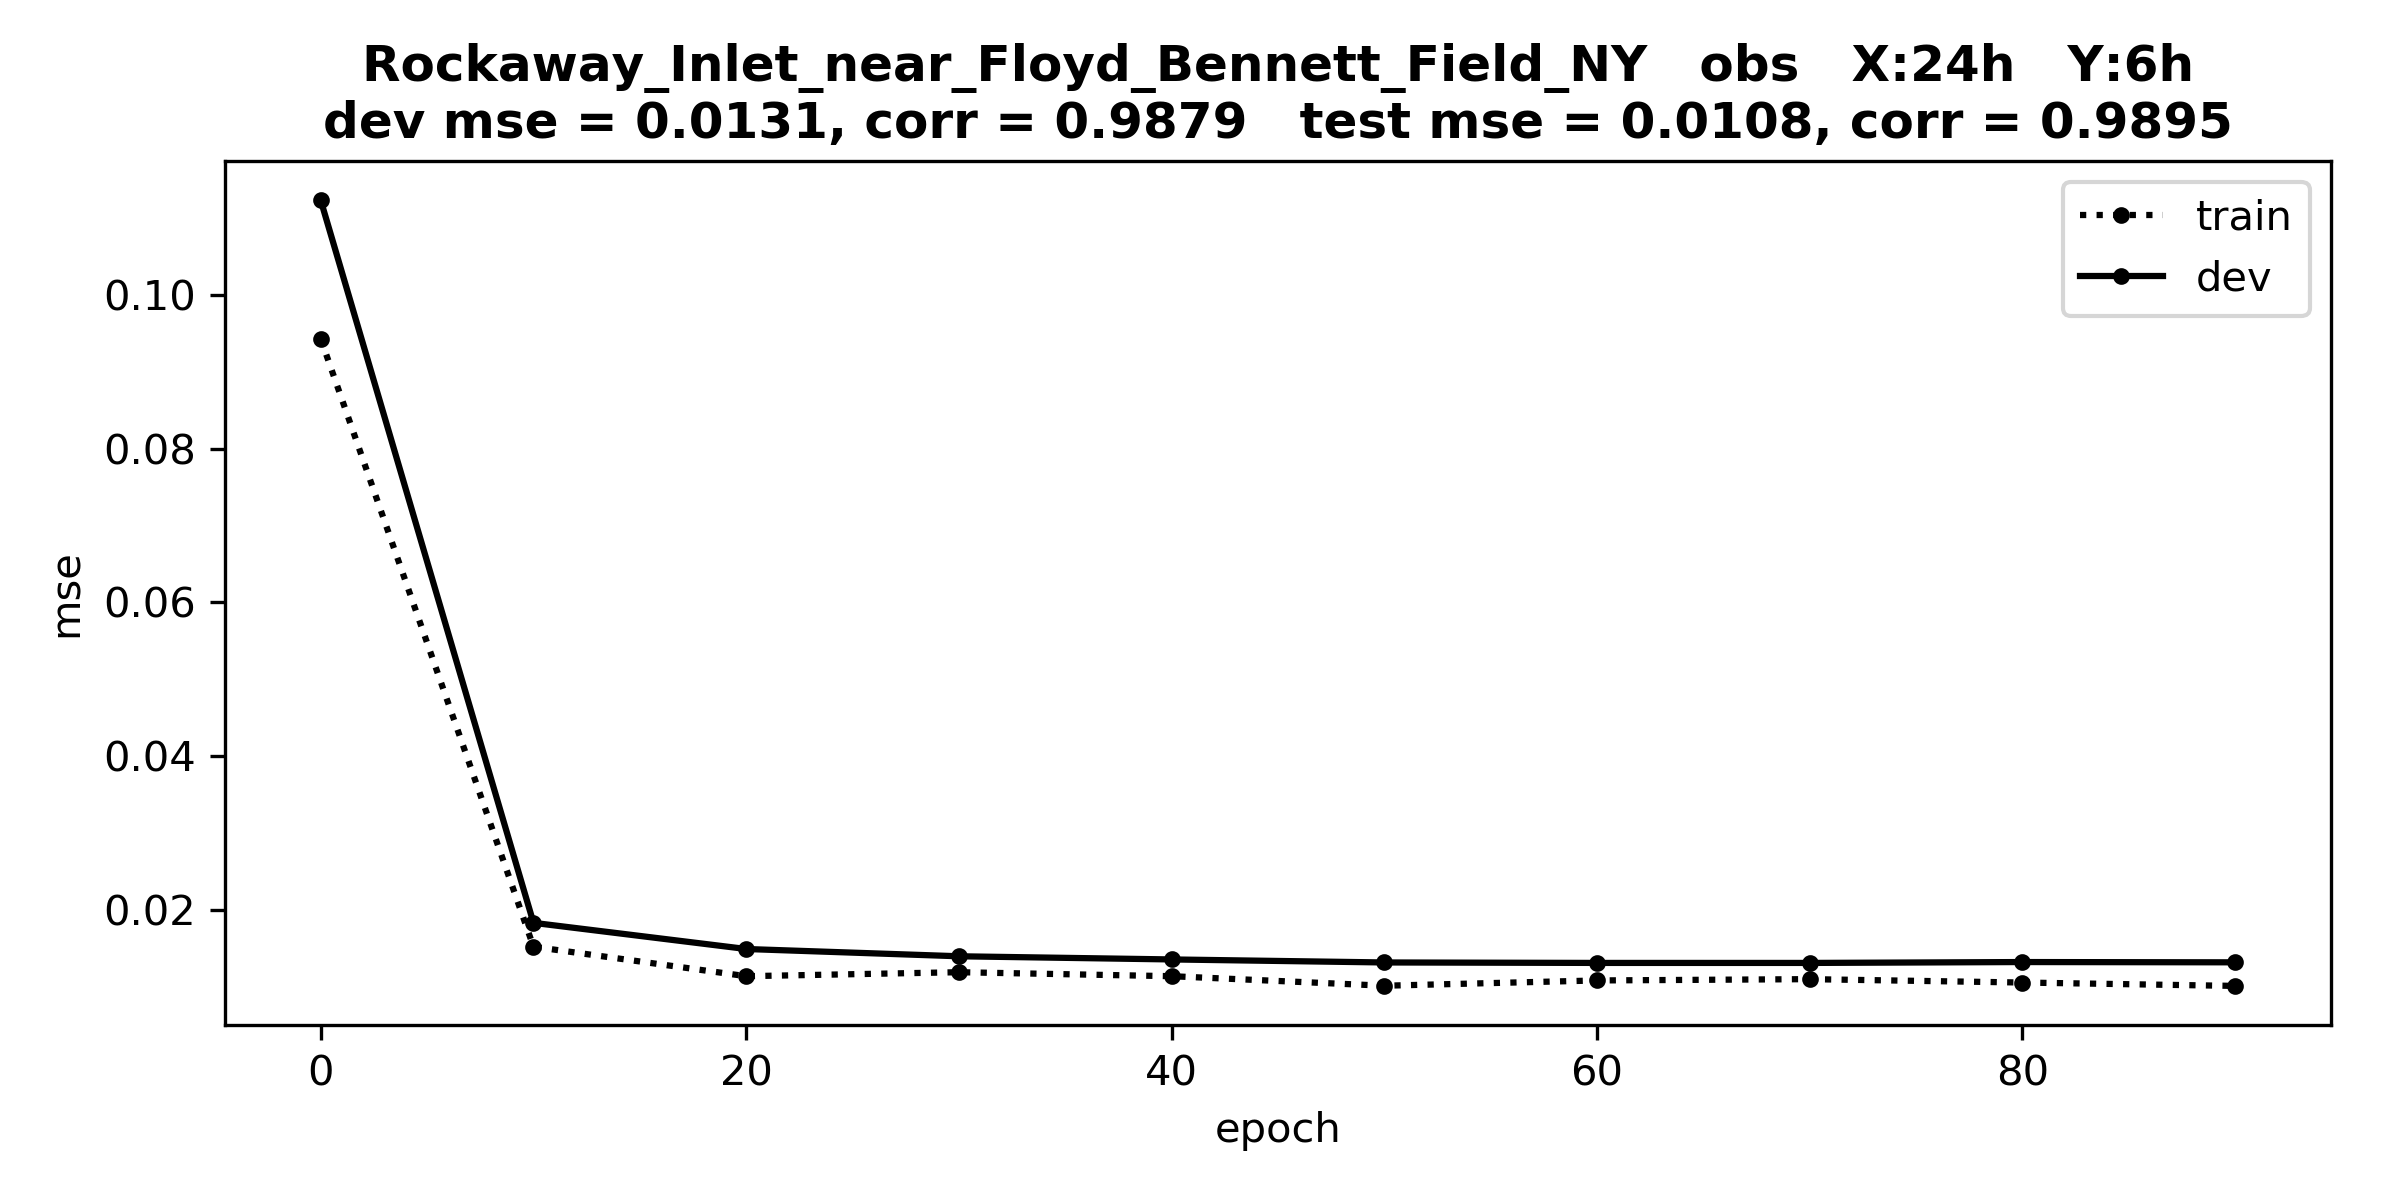 Rockaway_Inlet_near_Floyd_Bennett_Field_NY   obs   X:24h   Y:6h
dev mse = 0.0131, corr = 0.9879   test mse = 0.0108, corr = 0.9895
train
dev
0.10
0.08
0.06
0.04
0.02
mse
0 20 40 60 80
epoch